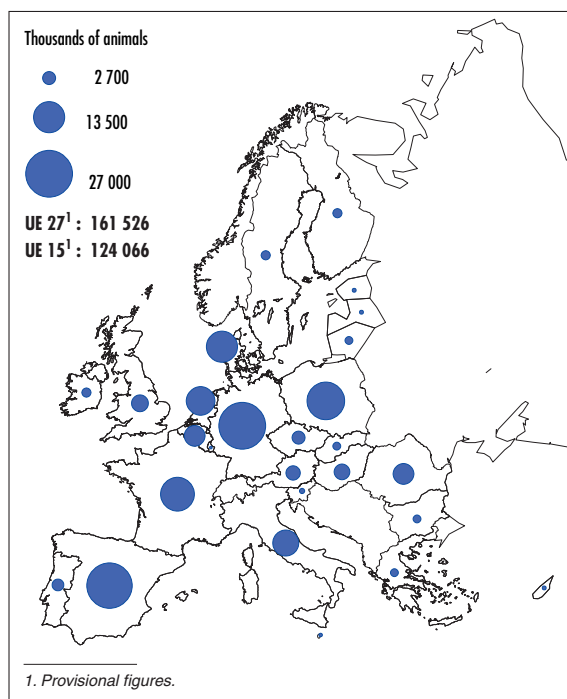 Thousands of animals
2 700
13 500
27 000
UE 27¹ : 161 526
UE 15¹ : 124 066
1. Provisional figures.